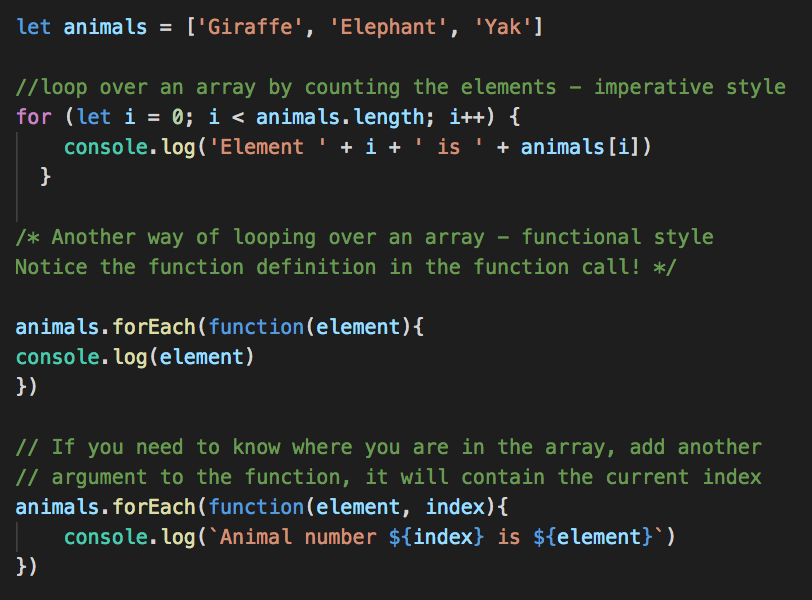 let animals = ['Giraffe', 'Elephant', 'Yak']
//loop over an array by counting the elements – imperative style
for (let i = 0; i < animals.length; i++) {
console.log('Element ' + i + ' is ' + animals[i])
}
/* Another way of looping over an array – functional style
Notice the function definition in the function call! */
animals.forEach(function(element){
console.log(element)
})
// If you need to know where you are in the array, add another
// argument to the function, it will contain the current index
animals.forEach(function(element, index){
console.log(`Animal number ${index} is ${element}`)
})